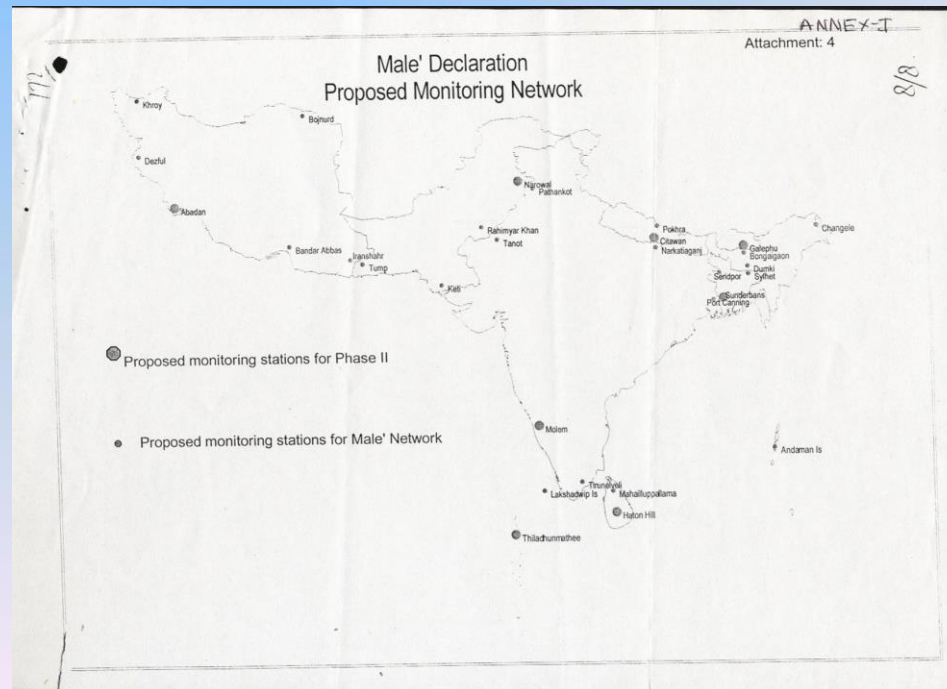 ANNEX-I
Attachment: 4
8/8.
Male' Declaration
Proposed Monitoring Network
Khroy
Bojnurd
Dezful
Narowal
Pathankot
Abadan
Rahimyar Khan
Tanot
Pokhra
Citawan
Narkatiaganj
Changele
Galephu
Bongaigaon
Bandar Abbas
Iranshahr
Tump
Dumki
Sylhet
Sendpor
Keti
Sunderbans
Port Canning
Proposed monitoring stations for Phase II
Molem
Proposed monitoring stations for Male' Network
Andaman Is
Tirunelveli
Lakshadwip Is
Mahailluppallama
Haton Hill
Thiladhunmathee